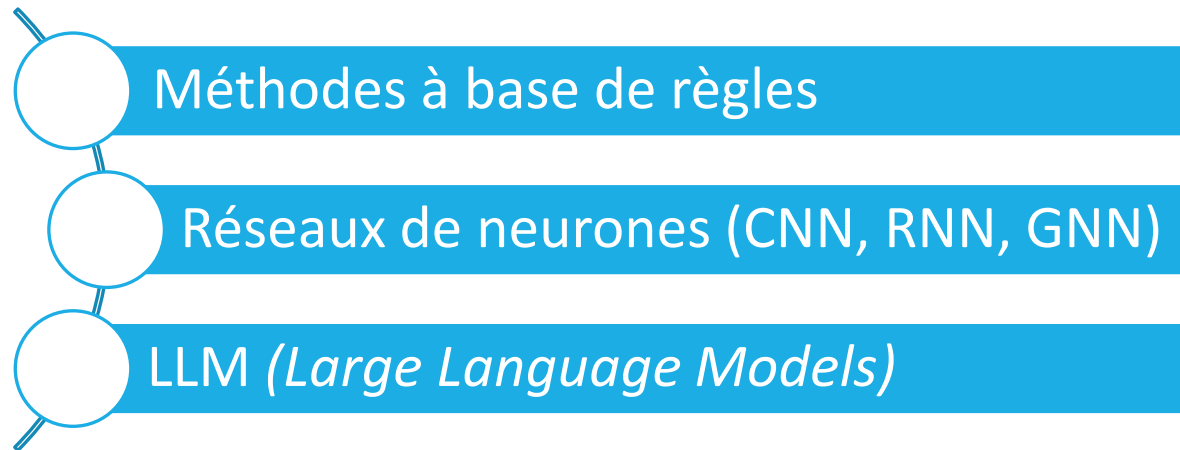 Méthodes à base de règles
Réseaux de neurones (CNN, RNN, GNN)
LLM (Large Language Models)